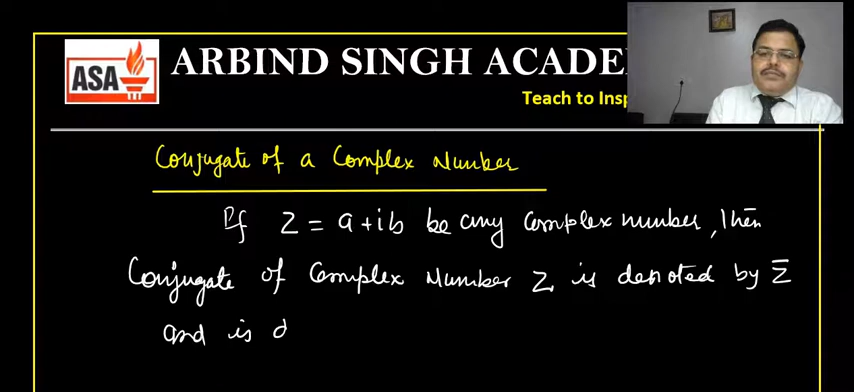 ASA
ARBIND SINGH ACADE
Teach to Insp
Conjugate of a Complex Number
If Z = a + ib be any complex number, then
Conjugate of Complex Number Z is denoted by Z̅
and is d